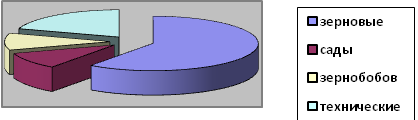 зерновые
сады
зернобобов
технические